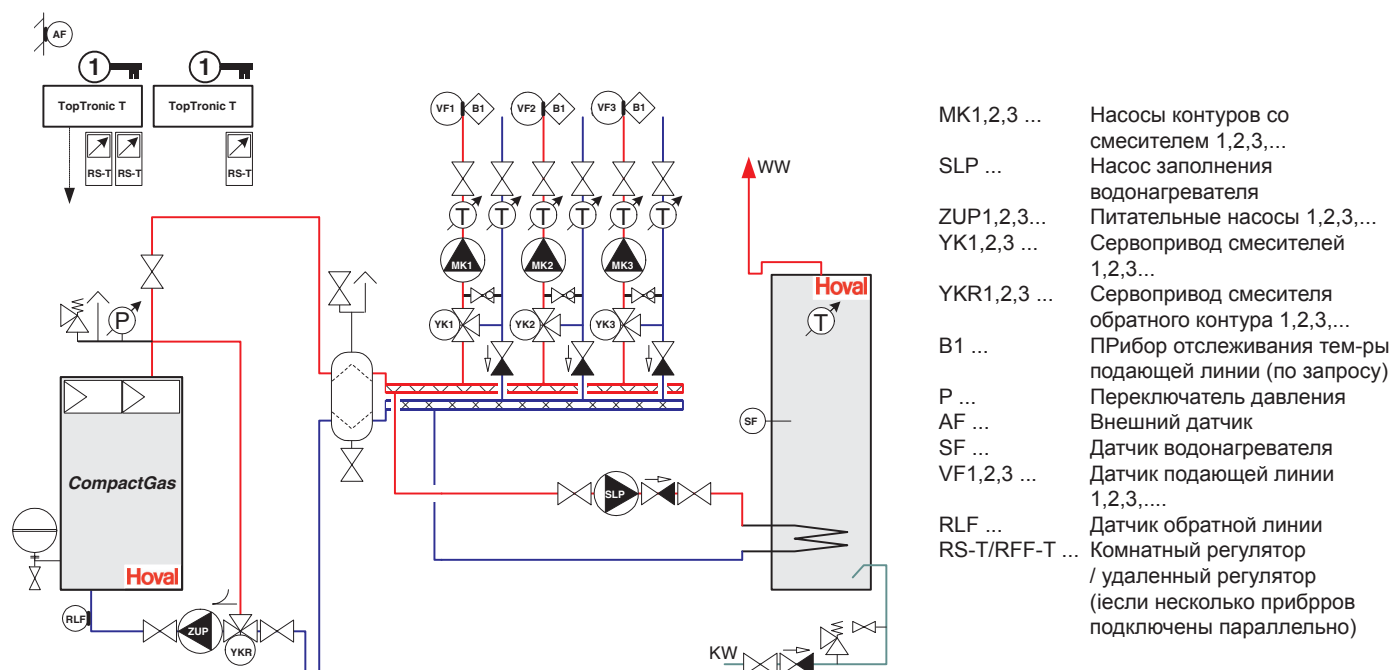 AF
1
1
TopTronic T
TopTronic T
RS-T
RS-T
RS-T
VF1
B1
VF2
B1
VF3
B1
WW
T
T
T
T
T
T
MK1
MK2
MK3
P
YK1
YK2
YK3
Hoval
T
SF
CompactGas
SLP
Hoval
RLF
ZUP
YKR
KW
MK1,2,3 ... Насосы контуров со
смесителем 1,2,3,...
SLP ... Насос заполнения
водонагревателя
ZUP1,2,3... Питательные насосы 1,2,3,...
YK1,2,3 ... Сервопривод смесителей
1,2,3...
YKR1,2,3 ... Сервопривод смесителя
обратного контура 1,2,3,...
B1 ... ПРибор отслеживания тем-ры
подающей линии (по запросу)
P ... Переключатель давления
AF ... Внешний датчик
SF ... Датчик водонагревателя
VF1,2,3 ... Датчик подающей линии
1,2,3,....
RLF ... Датчик обратной линии
RS-T/RFF-T ... Комнатный регулятор
/ удаленный регулятор
(іесли несколько прибрров
подключены параллельно)